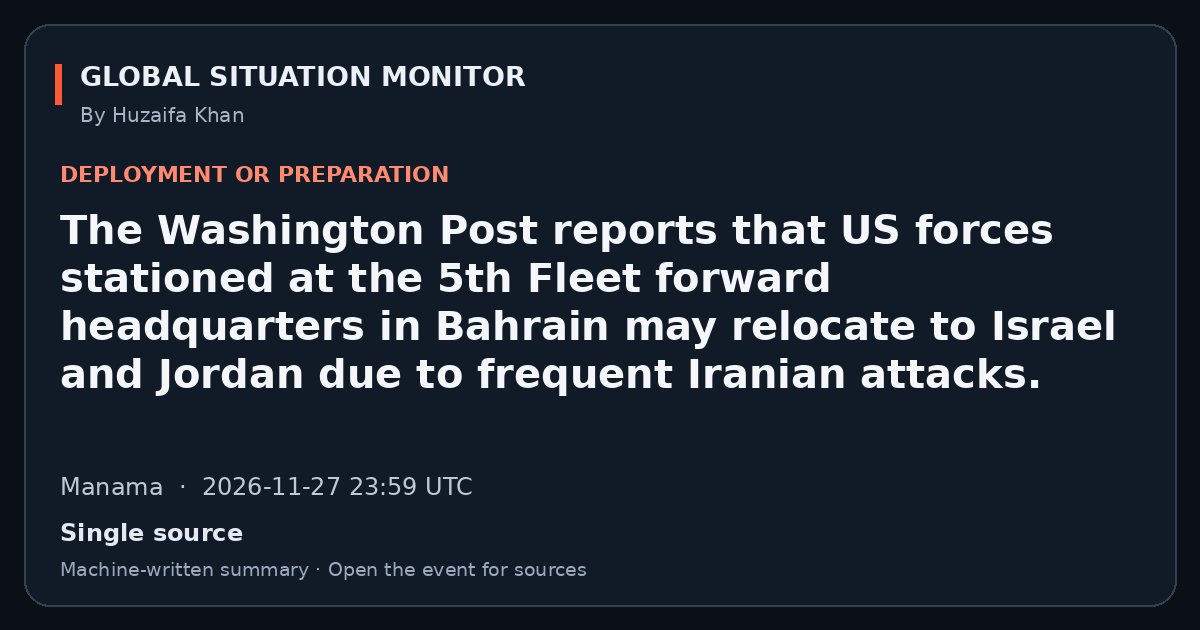 GLOBAL SITUATION MONITOR
By Huzaifa Khan
DEPLOYMENT OR PREPARATION
The Washington Post reports that US forces
stationed at the 5th Fleet forward
headquarters in Bahrain may relocate to Israel
and Jordan due to frequent Iranian attacks.
Manama · 2026-11-27 23:59 UTC
Single source
Machine-written summary · Open the event for sources